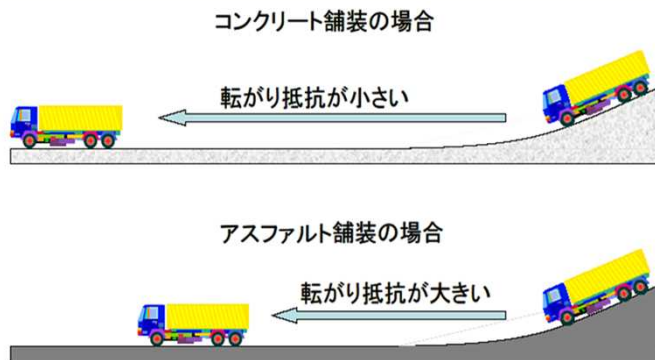 コンクリート舗装の場合
転がり抵抗が小さい
アスファルト舗装の場合
転がり抵抗が大きい